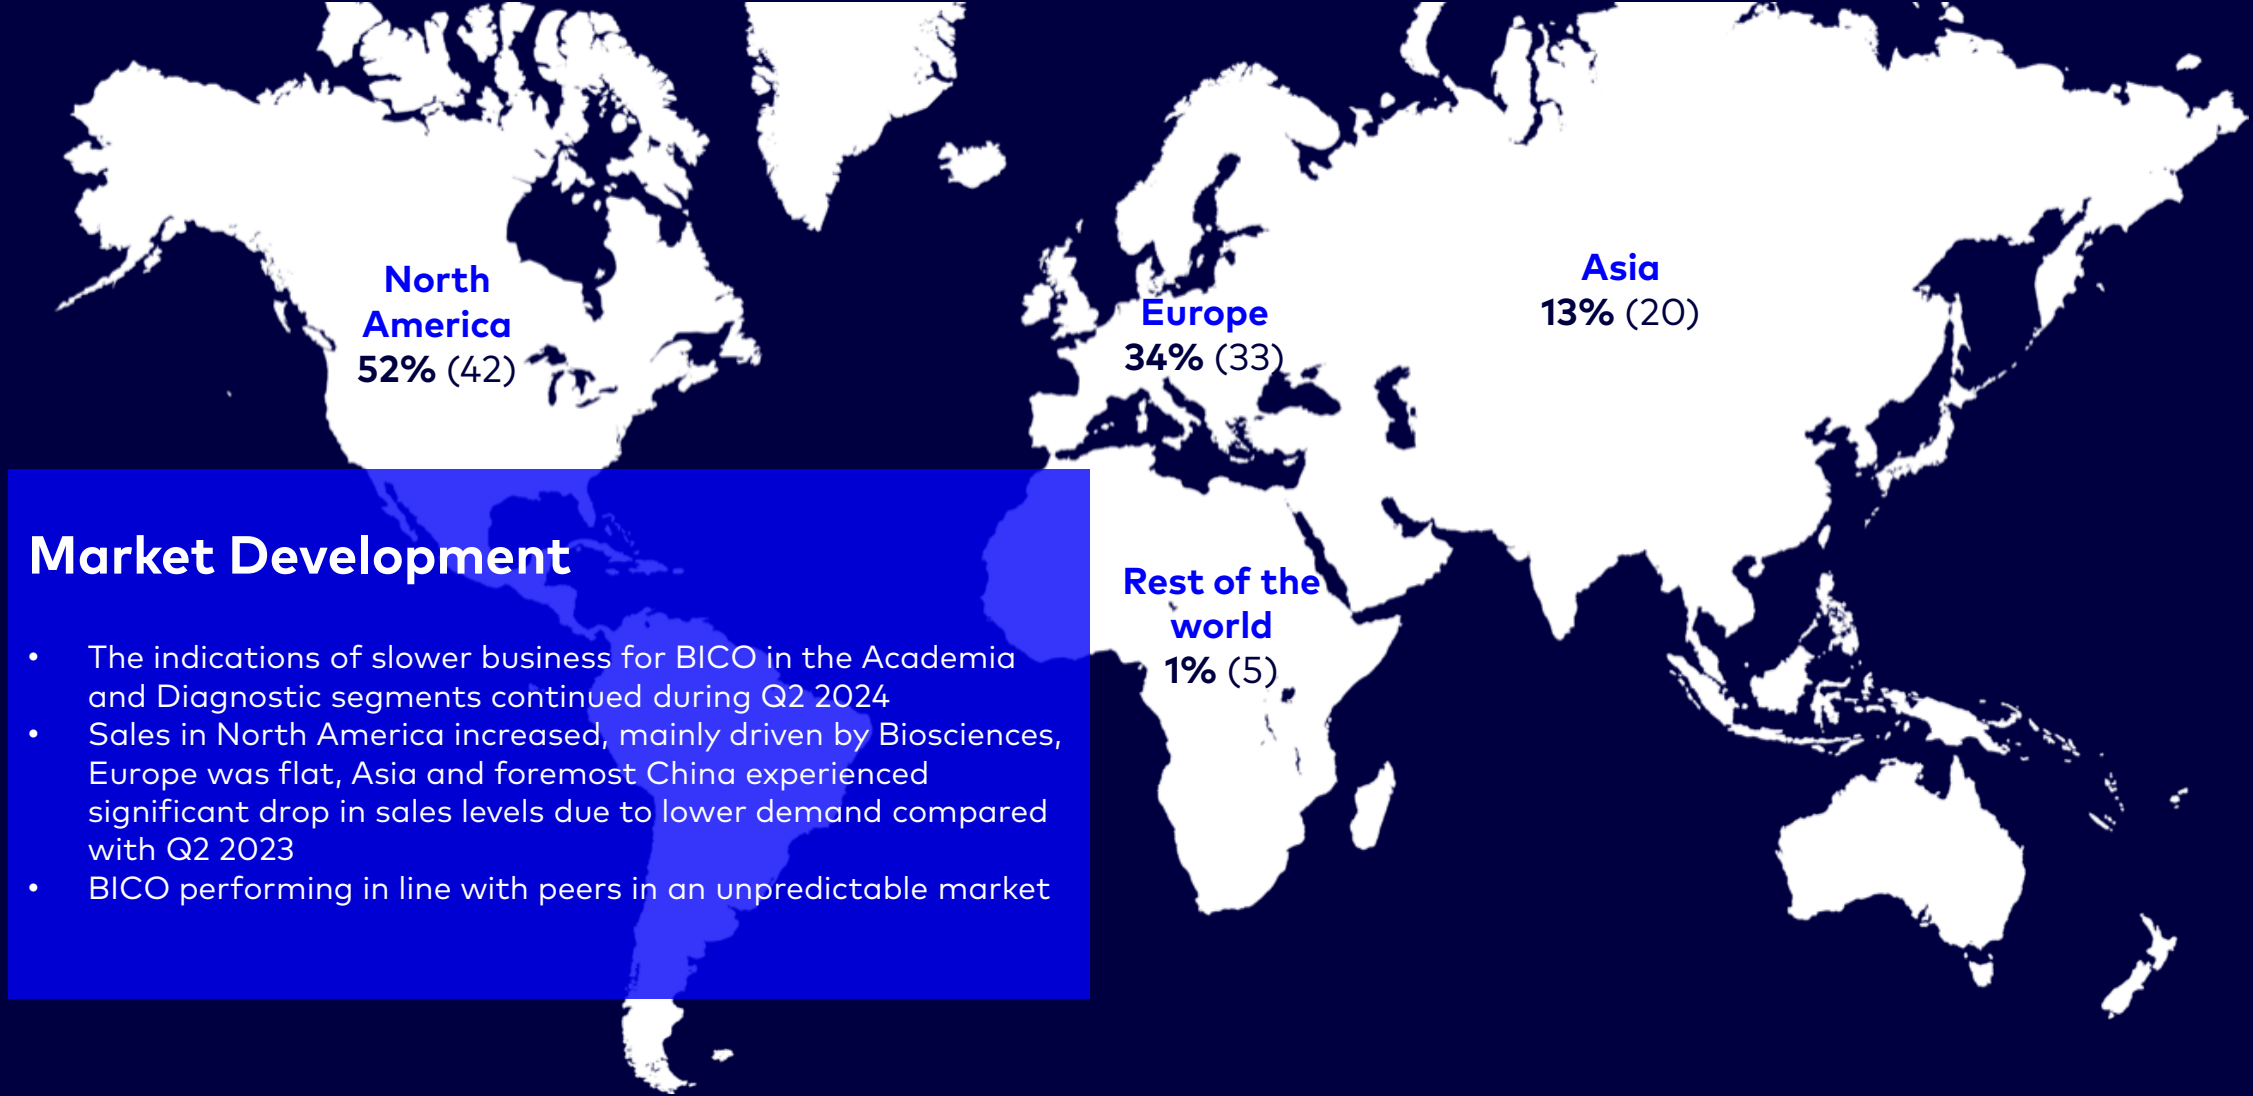 North
America
52% (42)
Europe
34% (33)
Asia
13% (20)
Rest of the
world
1% (5)
Market Development
• The indications of slower business for BICO in the Academia
and Diagnostic segments continued during Q2 2024
• Sales in North America increased, mainly driven by Biosciences,
Europe was flat, Asia and foremost China experienced
significant drop in sales levels due to lower demand compared
with Q2 2023
• BICO performing in line with peers in an unpredictable market